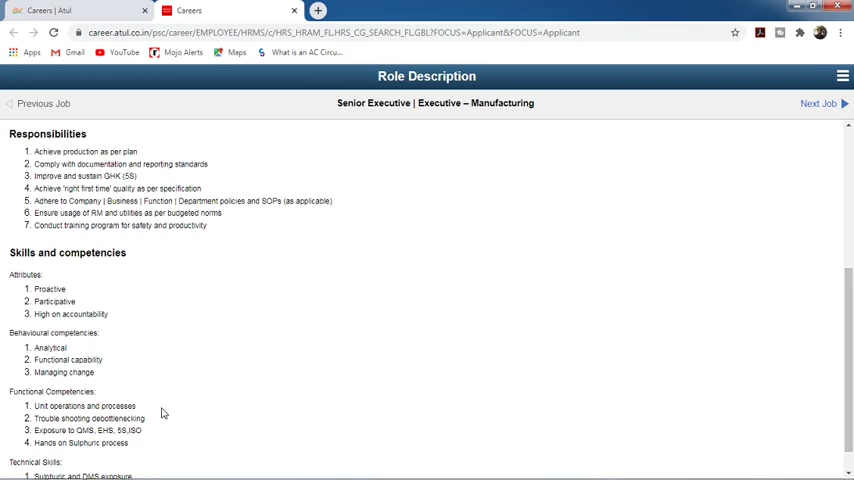 Careers | Atul
Careers
career.atul.co.in/psc/career/EMPLOYEE/HRMS/c/HRS_HRAM_FL.HRS_CG_SEARCH_FL.GBL?FOCUS=Applicant&FOCUS=Applicant
Apps Gmail YouTube Mojo Alerts Maps What is an AC Circu...
Role Description
Previous Job Senior Executive | Executive – Manufacturing Next Job
Responsibilities
1. Achieve production as per plan
2. Comply with documentation and reporting standards
3. Improve and sustain GHK (5S)
4. Achieve 'right first time' quality as per specification
5. Adhere to Company | Business | Function | Department policies and SOPs (as applicable)
6. Ensure usage of RM and utilities as per budgeted norms
7. Conduct training program for safety and productivity
Skills and competencies
Attributes:
1. Proactive
2. Participative
3. High on accountability
Behavioural competencies:
1. Analytical
2. Functional capability
3. Managing change
Functional Competencies:
1. Unit operations and processes
2. Trouble shooting debottlenecking
3. Exposure to QMS, EHS, 5S,ISO
4. Hands on Sulphuric process
Technical Skills:
1. Sulphuric and DMS exposure